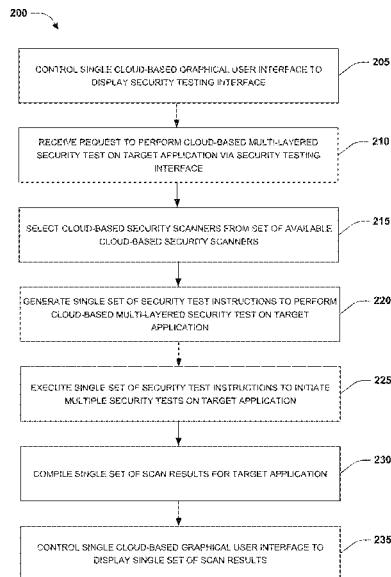 200
205
CONTROL SINGLE CLOUD-BASED GRAPHICAL USER INTERFACE TO
DISPLAY SECURITY TESTING INTERFACE
210
RECEIVE REQUEST TO PERFORM CLOUD-BASED MULTI-LAYERED
SECURITY TEST ON TARGET APPLICATION VIA SECURITY TESTING
INTERFACE
215
SELECT CLOUD-BASED SECURITY SCANNERS FROM SET OF AVAILABLE
CLOUD-BASED SECURITY SCANNERS
220
GENERATE SINGLE SET OF SECURITY TEST INSTRUCTIONS TO PERFORM
CLOUD-BASED MULTI-LAYERED SECURITY TEST ON TARGET
APPLICATION
225
EXECUTE SINGLE SET OF SECURITY TEST INSTRUCTIONS TO INITIATE
MULTIPLE SECURITY TESTS ON TARGET APPLICATION
230
COMPILE SINGLE SET OF SCAN RESULTS FOR TARGET APPLICATION
235
CONTROL SINGLE CLOUD-BASED GRAPHICAL USER INTERFACE TO
DISPLAY SINGLE SET OF SCAN RESULTS